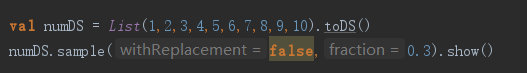 val numDS = List(1,2,3,4,5,6,7,8,9,10).toDS()
numDS.sample( withReplacement = false, fraction = 0.3).show()